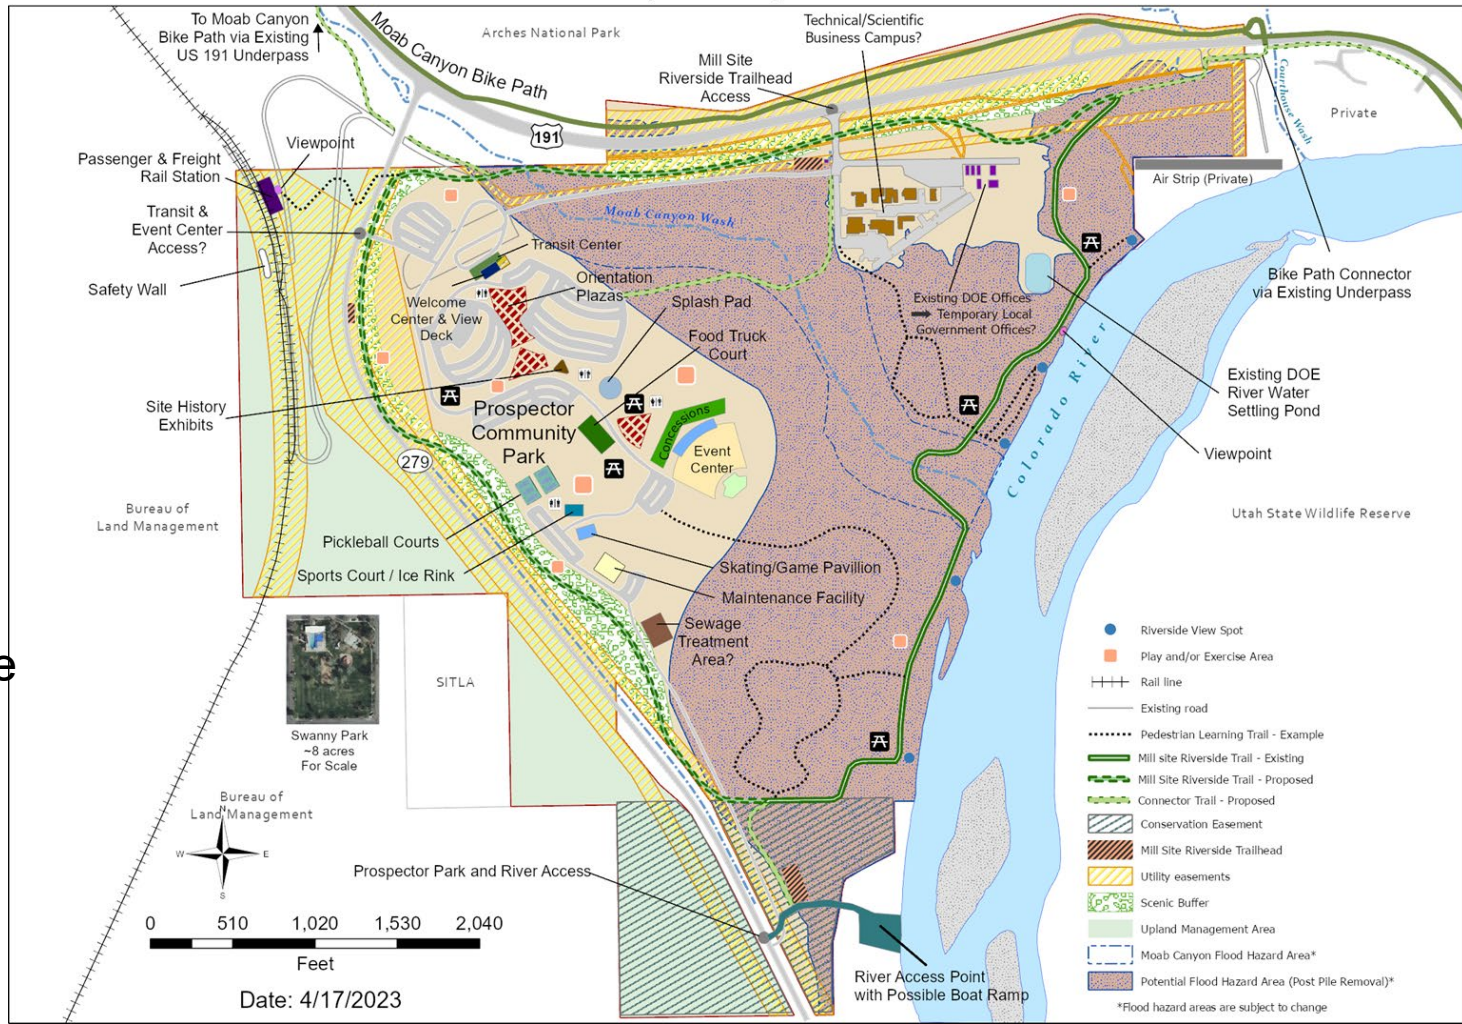 To Moab Canyon
Bike Path via Existing
US 191 Underpass
Moab Canyon Bike Path
Arches National Park
Technical/Scientific
Business Campus?
Mill Site
Riverside Trailhead
Access
191
Courthouse Wash
Private
Air Strip (Private)
Passenger & Freight
Rail Station
Viewpoint
Transit &
Event Center
Access?
Safety Wall
Moab Canyon Wash
Transit Center
Orientation
Plazas
Welcome
Center & View
Deck
Splash Pad
Food Truck
Court
Existing DOE Offices
Temporary Local
Government Offices?
Bike Path Connector
via Existing Underpass
Colorado River
Existing DOE
River Water
Settling Pond
Viewpoint
Site History
Exhibits
Prospector
Community
Park
Concessions
Event
Center
279
Bureau of
Land Management
Utah State Wildlife Reserve
Pickleball Courts
Sports Court / Ice Rink
Skating/Game Pavilion
Maintenance Facility
Sewage
Treatment
Area?
SITLA
e
Swanny Park
~8 acres
For Scale
Bureau of
Land Management
N
W
E
S
Prospector Park and River Access
0 510 1,020 1,530 2,040
Feet
Date: 4/17/2023
River Access Point
with Possible Boat Ramp
Riverside View Spot
Play and/or Exercise Area
Rail line
Existing road
Pedestrian Learning Trail - Example
Mill site Riverside Trail - Existing
Mill Site Riverside Trail - Proposed
Connector Trail - Proposed
Conservation Easement
Mill Site Riverside Trailhead
Utility easements
Scenic Buffer
Upland Management Area
Moab Canyon Flood Hazard Area*
Potential Flood Hazard Area (Post Pile Removal)*
*Flood hazard areas are subject to change